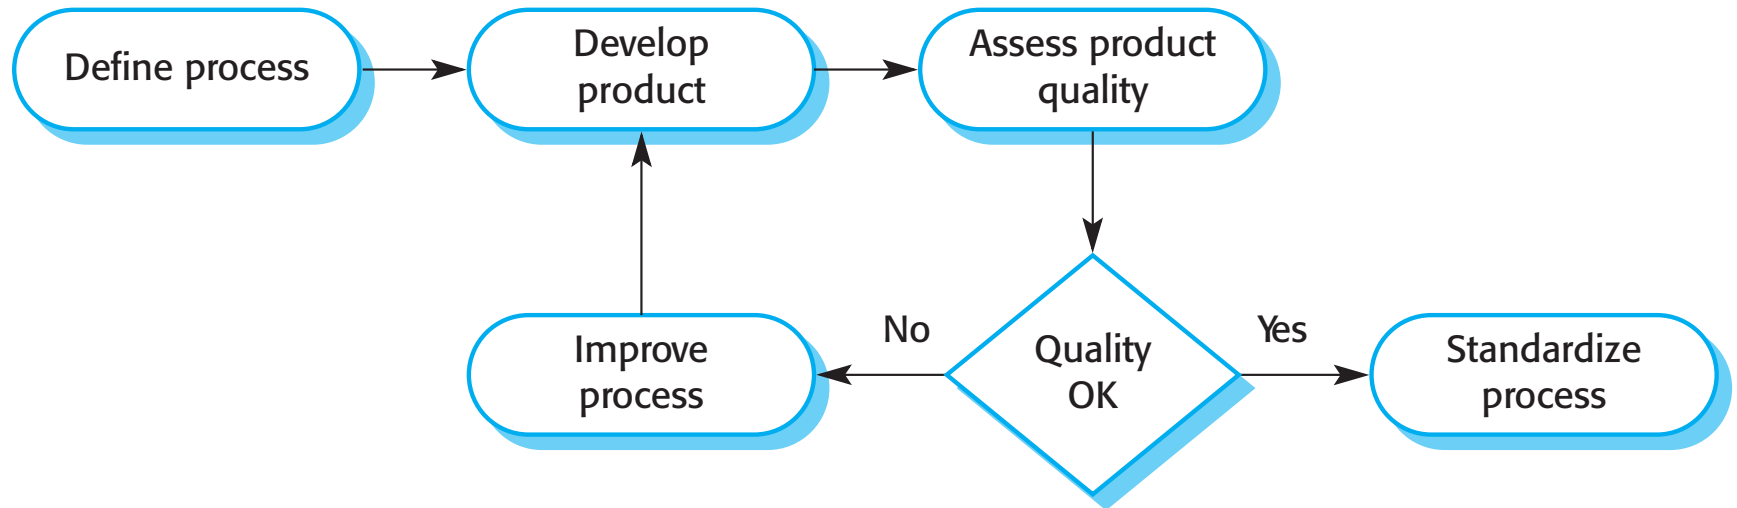 Define process
Develop
product
Assess product
quality
No
Quality
OK
Yes
Improve
process
Standardize
process